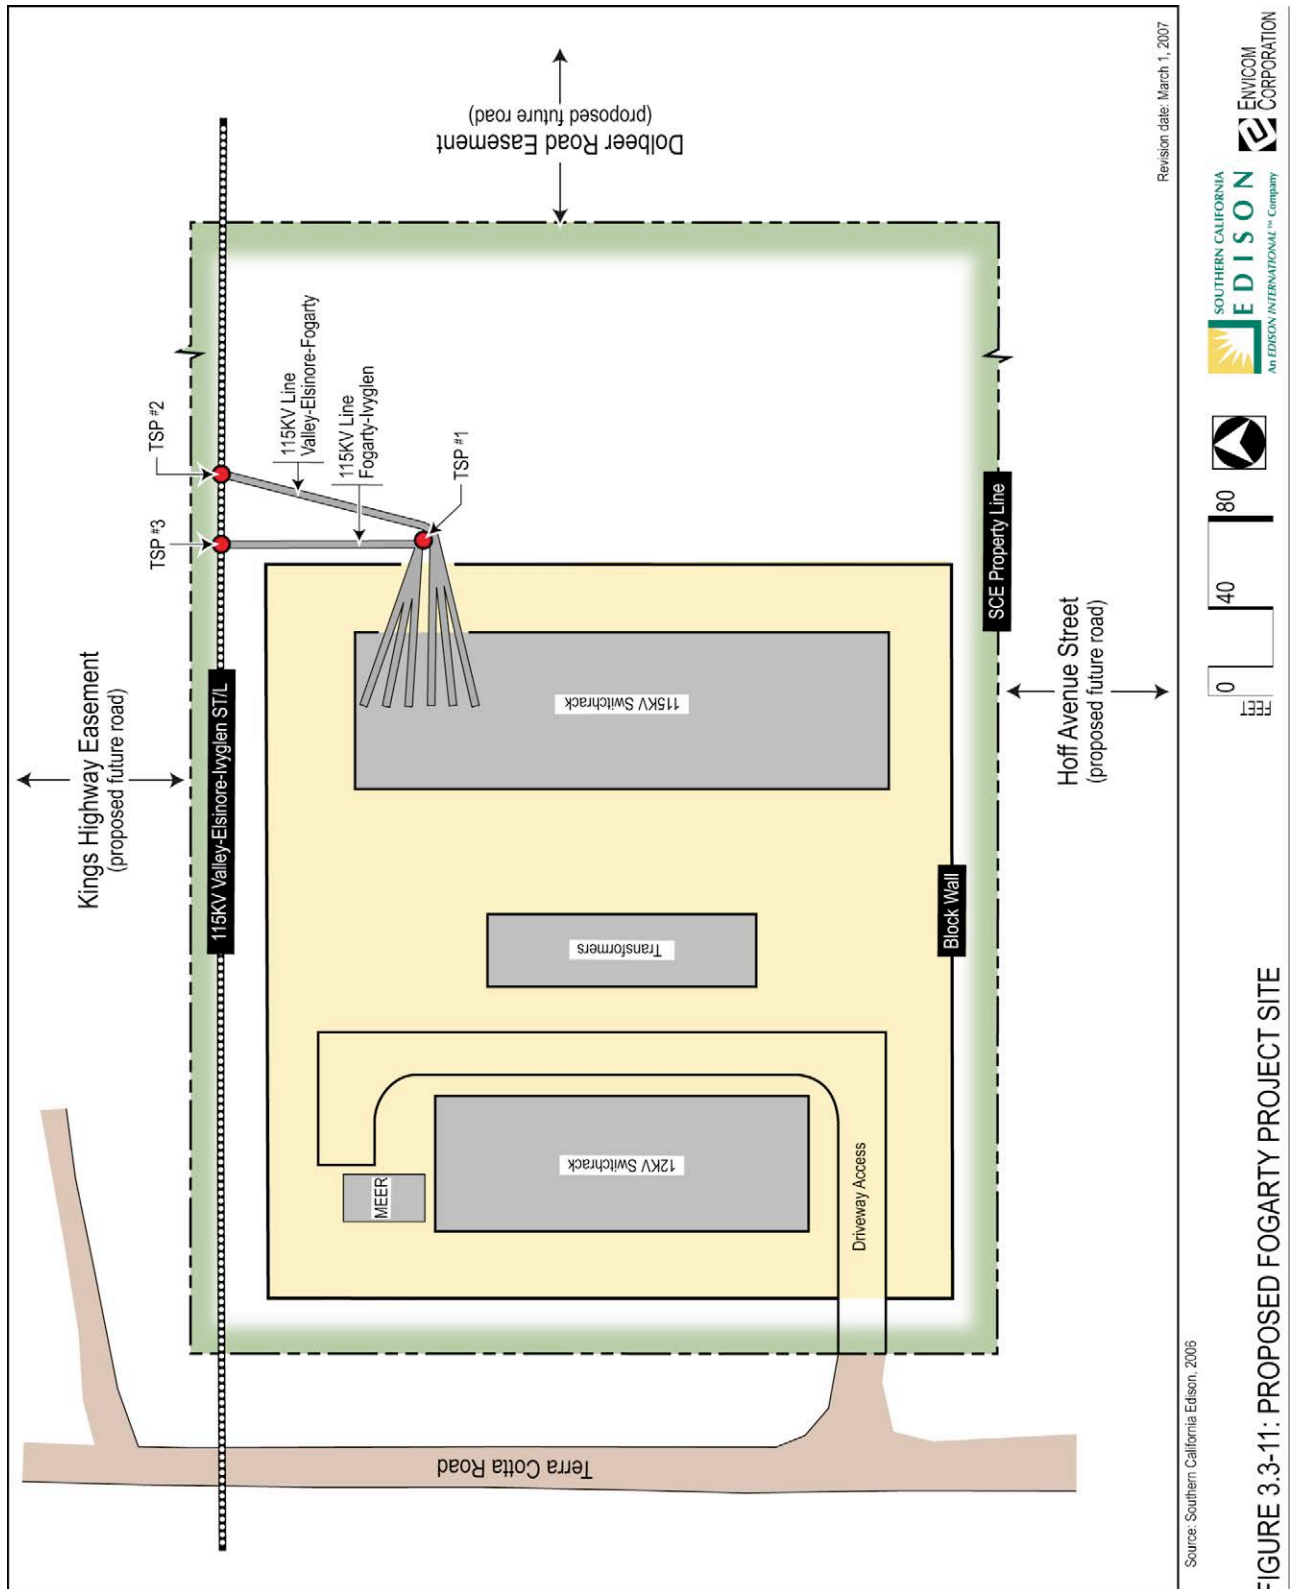 Kings Highway Easement
(proposed future road)
Dolbeer Road Easement
(proposed future road)
115KV Valley-Elsinore-Ivyglen ST/L
TSP #3
TSP #2
115KV Line
Valley-Elsinore-Fogarty
115KV Line
Fogarty-Ivyglen
TSP #1
115KV Switchrack
Transformers
12KV Switchrack
MEER
Driveway Access
Block Wall
SCE Property Line
Terra Cotta Road
Hoff Avenue Street
(proposed future road)
Revision date: March 1, 2007
Source: Southern California Edison, 2006
FIGURE 3.3-11: PROPOSED FOGARTY PROJECT SITE
0 40 80
FEET
SOUTHERN CALIFORNIA
EDISON
An EDISON INTERNATIONAL™ Company
ENVICOM
CORPORATION